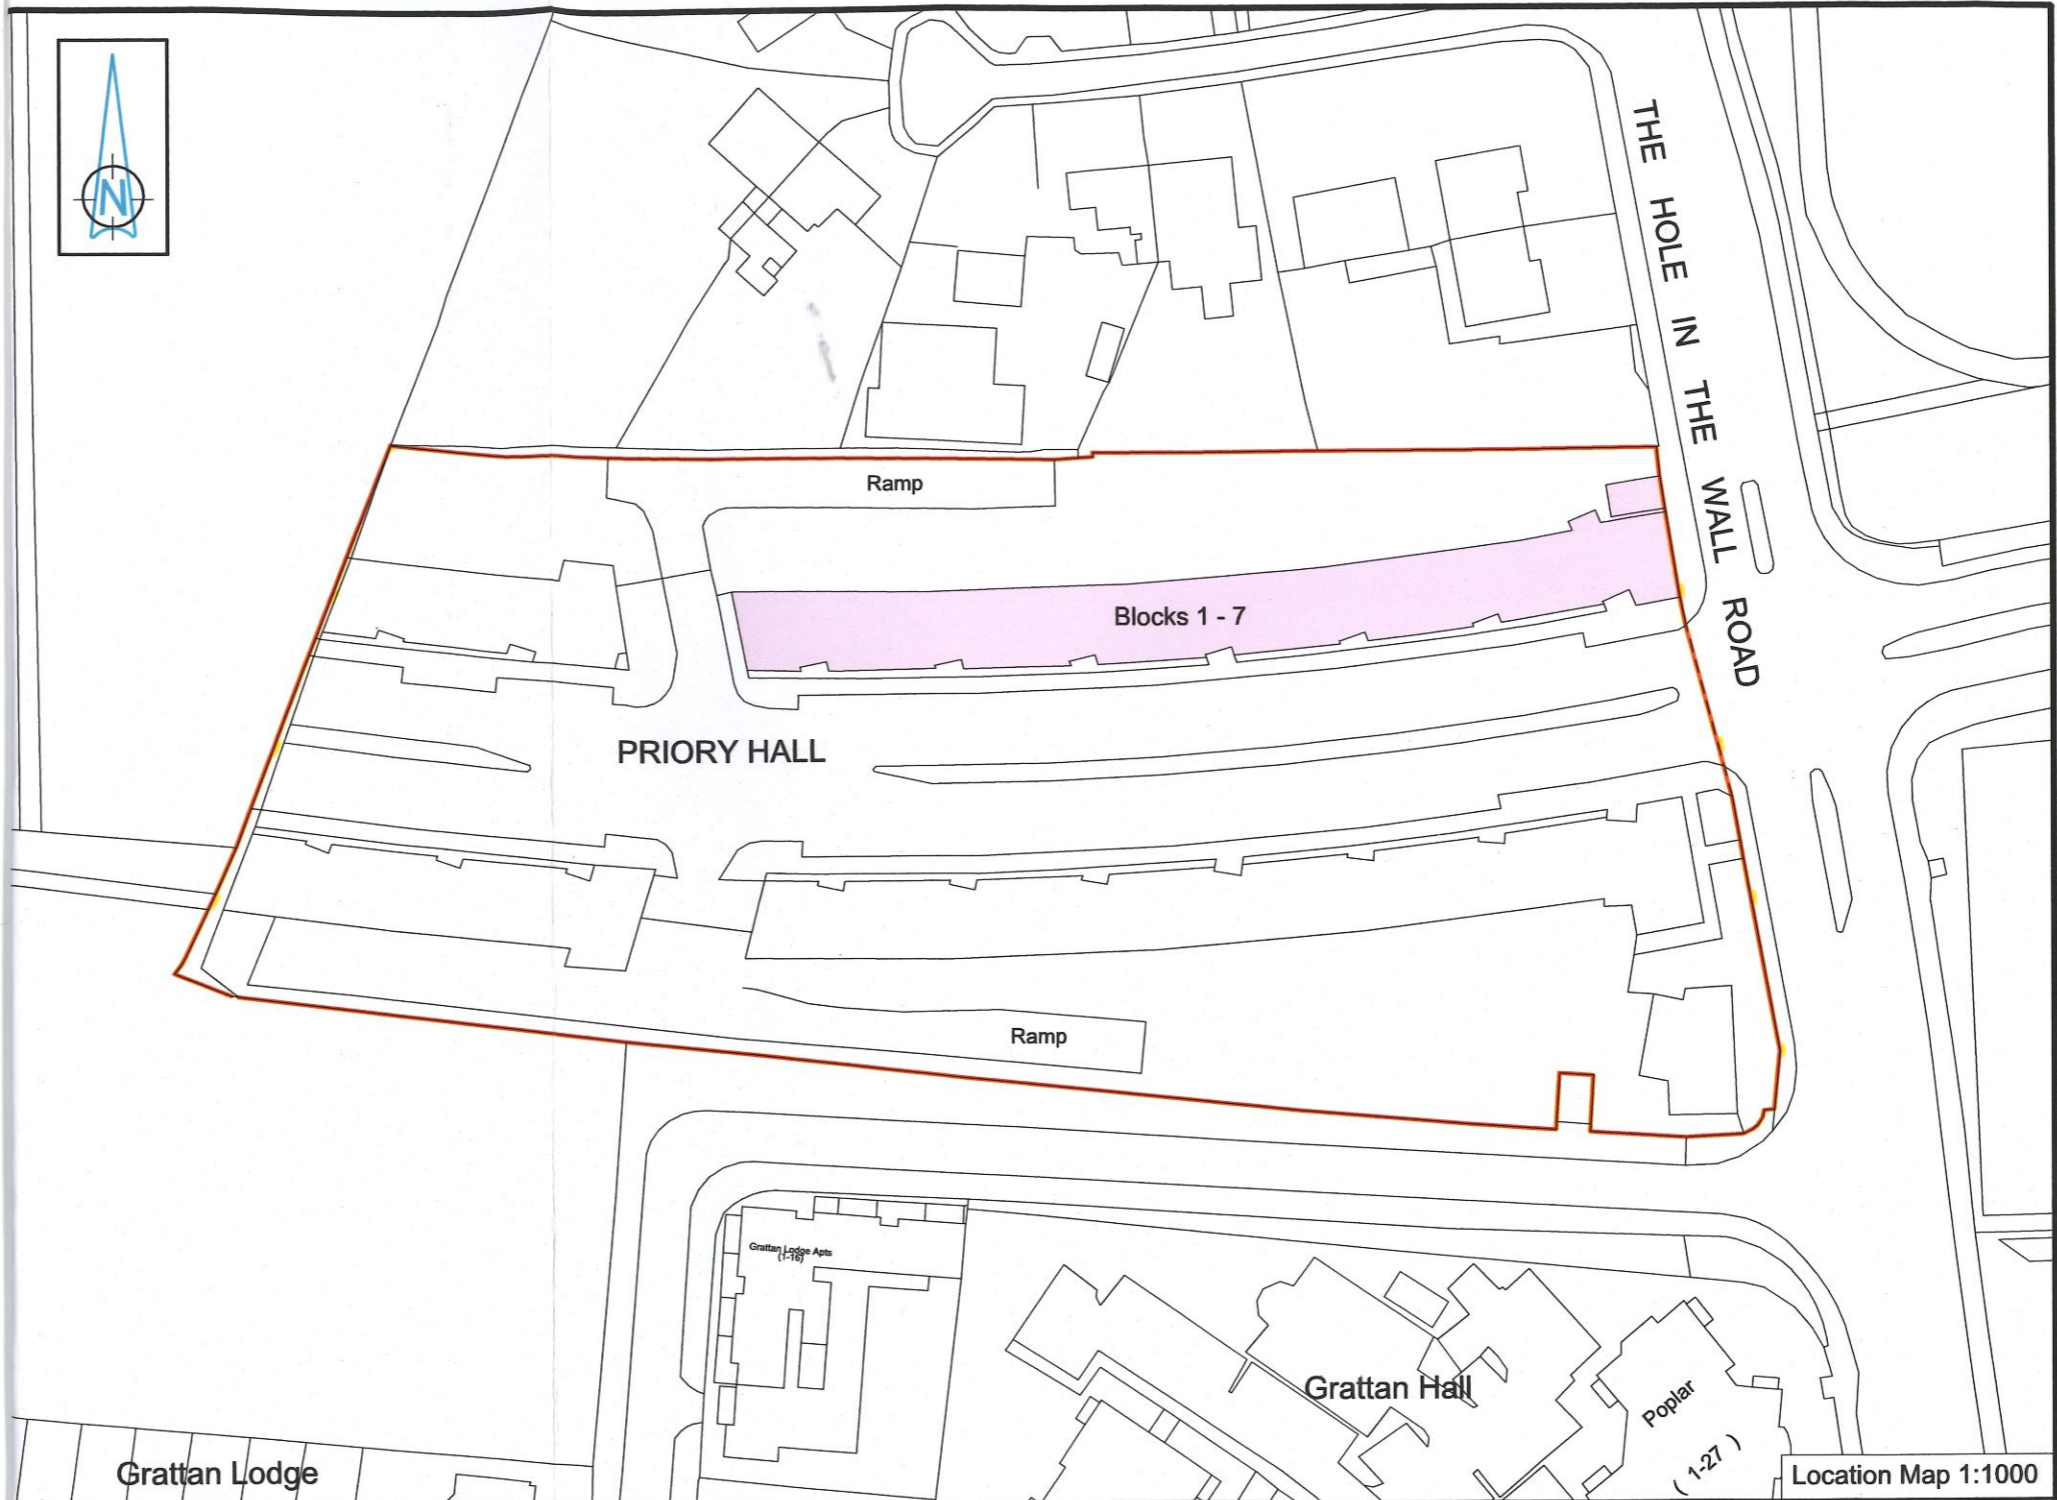 N
THE HOLE IN THE WALL ROAD
Ramp
Blocks 1 - 7
PRIORY HALL
Ramp
Grattan Lodge Apts
(1-16)
Grattan Hall
Poplar
( 1-27 )
Grattan Lodge
Location Map 1:1000